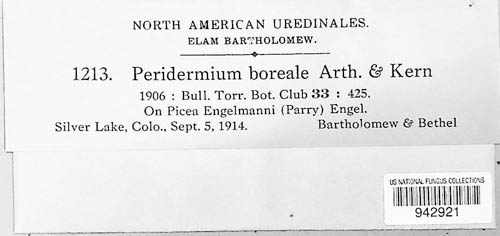 NORTH AMERICAN UREDINALES.
ELAM BARTHOLOMEW.
1213. Peridermium boreale Arth. & Kern
1906 : Bull. Torr. Bot. Club 33 : 425.
On Picea Engelmanni (Parry) Engel.
Silver Lake, Colo., Sept. 5, 1914. Bartholomew & Bethel
US NATIONAL FUNGUS COLLECTIONS
942921